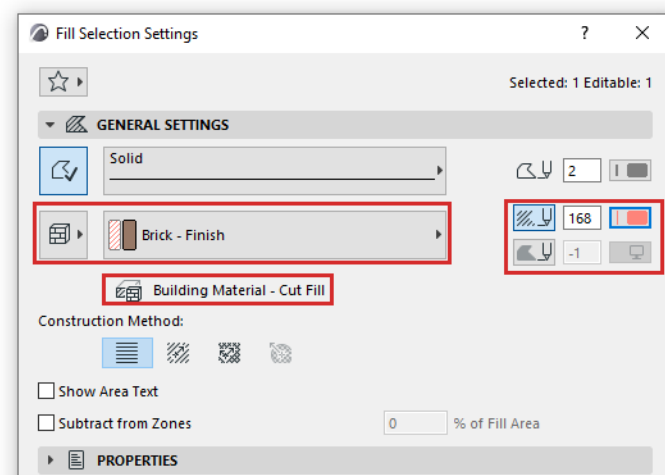 Fill Selection Settings ?
Selected: 1 Editable: 1
GENERAL SETTINGS
Solid
2
Brick - Finish
168
-1
Building Material - Cut Fill
Construction Method:
Show Area Text
Subtract from Zones 0 % of Fill Area
PROPERTIES